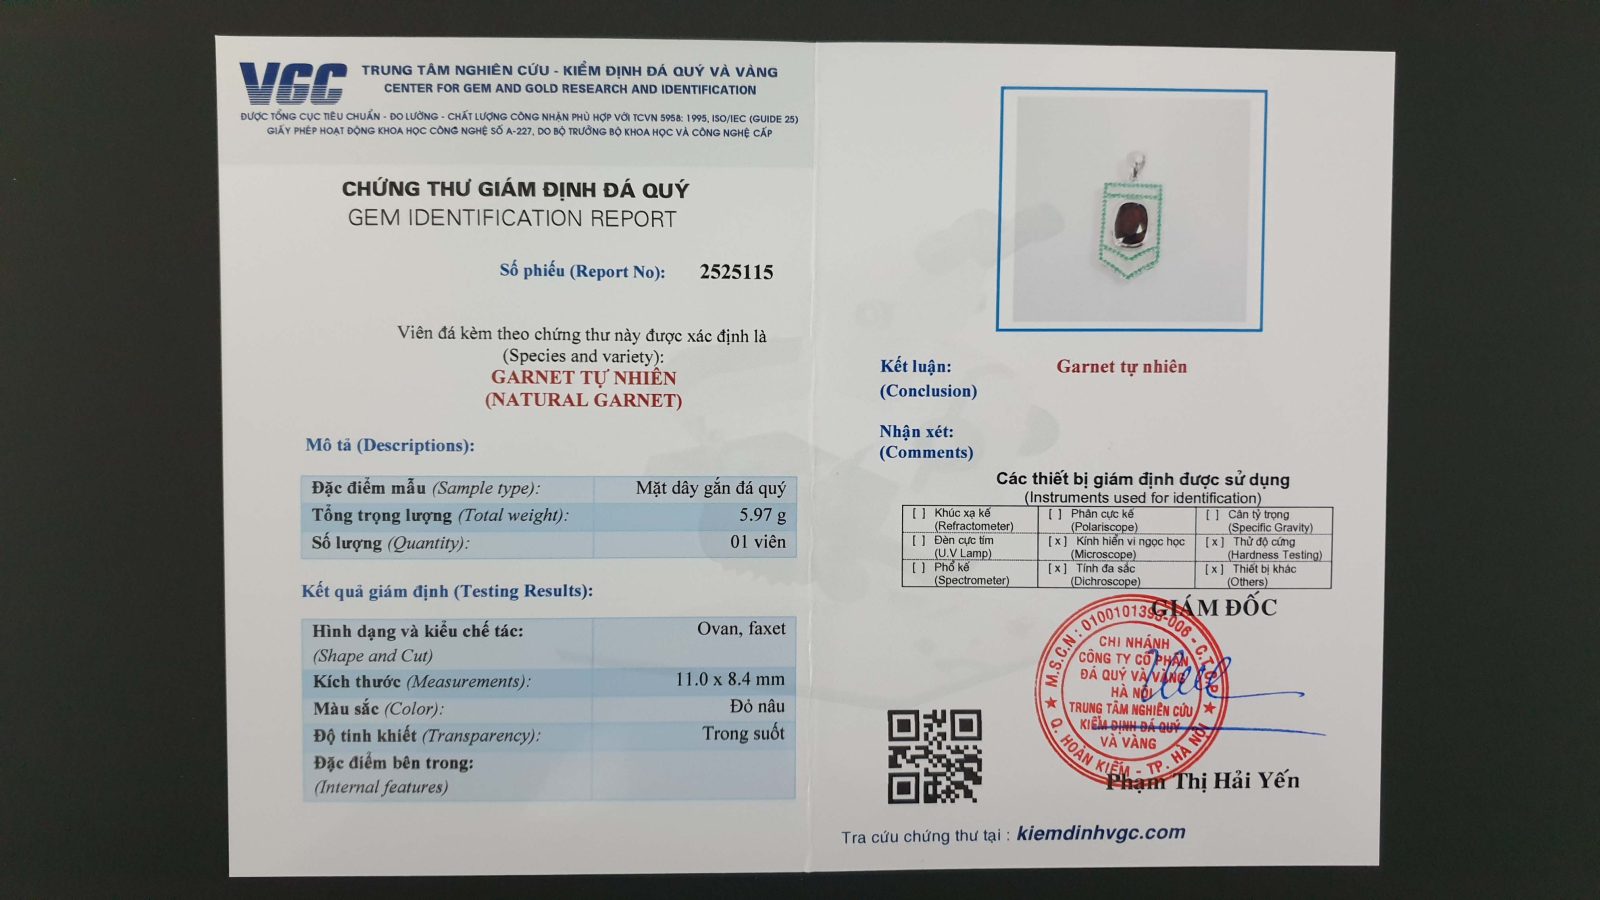 VGC
TRUNG TÂM NGHIÊN CỨU - KIỂM ĐỊNH ĐÁ QUÝ VÀ VÀNG
CENTER FOR GEM AND GOLD RESEARCH AND IDENTIFICATION
ĐƯỢC TỔNG CỤC TIÊU CHUẨN - ĐO LƯỜNG - CHẤT LƯỢNG CÔNG NHẬN PHÙ HỢP VỚI TCVN 5958: 1995, ISO/IEC (GUIDE 25)
GIẤY PHÉP HOẠT ĐỘNG KHOA HỌC CÔNG NGHỆ SỐ A-227, DO BỘ TRƯỞNG BỘ KHOA HỌC VÀ CÔNG NGHỆ CẤP
CHỨNG THƯ GIÁM ĐỊNH ĐÁ QUÝ
GEM IDENTIFICATION REPORT
Số phiếu (Report No): 2525115
Viên đá kèm theo chứng thư này được xác định là
(Species and variety):
GARNET TỰ NHIÊN
(NATURAL GARNET)
Mô tả (Descriptions):
Đặc điểm mẫu (Sample type): Mặt dây gắn đá quý
Tổng trọng lượng (Total weight): 5.97 g
Số lượng (Quantity): 01 viên
Kết quả giám định (Testing Results):
Hình dạng và kiểu chế tác: Ovan, faxet
(Shape and Cut)
Kích thước (Measurements): 11.0 x 8.4 mm
Màu sắc (Color): Đỏ nâu
Độ tinh khiết (Transparency): Trong suốt
Đặc điểm bên trong:
(Internal features)
Kết luận: Garnet tự nhiên
(Conclusion)
Nhận xét:
(Comments)
Các thiết bị giám định được sử dụng
(Instruments used for identification)
[ ] Khúc xạ kế [ ] Phân cực kế [ ] Cân tỷ trọng
(Refractometer) (Polariscope) (Specific Gravity)
[ ] Đèn cực tím [x] Kính hiển vi ngọc học [x] Thử độ cứng
(U.V Lamp) (Microscope) (Hardness Testing)
[ ] Phổ kế [x] Tính đa sắc [x] Thiết bị khác
(Spectrometer) (Dichroscope) (Others)
GIÁM ĐỐC
M.S.C.N: 0100101393-006 - C.T.C.P
CHI NHÁNH
CÔNG TY CỔ PHẦN
ĐÁ QUÝ VÀ VÀNG
HÀ NỘI
TRUNG TÂM NGHIÊN CỨU
KIỂM ĐỊNH ĐÁ QUÝ
VÀ VÀNG
Q. HOÀN KIẾM - TP. HÀ NỘI
Phạm Thị Hải Yến
Tra cứu chứng thư tại : kiemdinhvgc.com